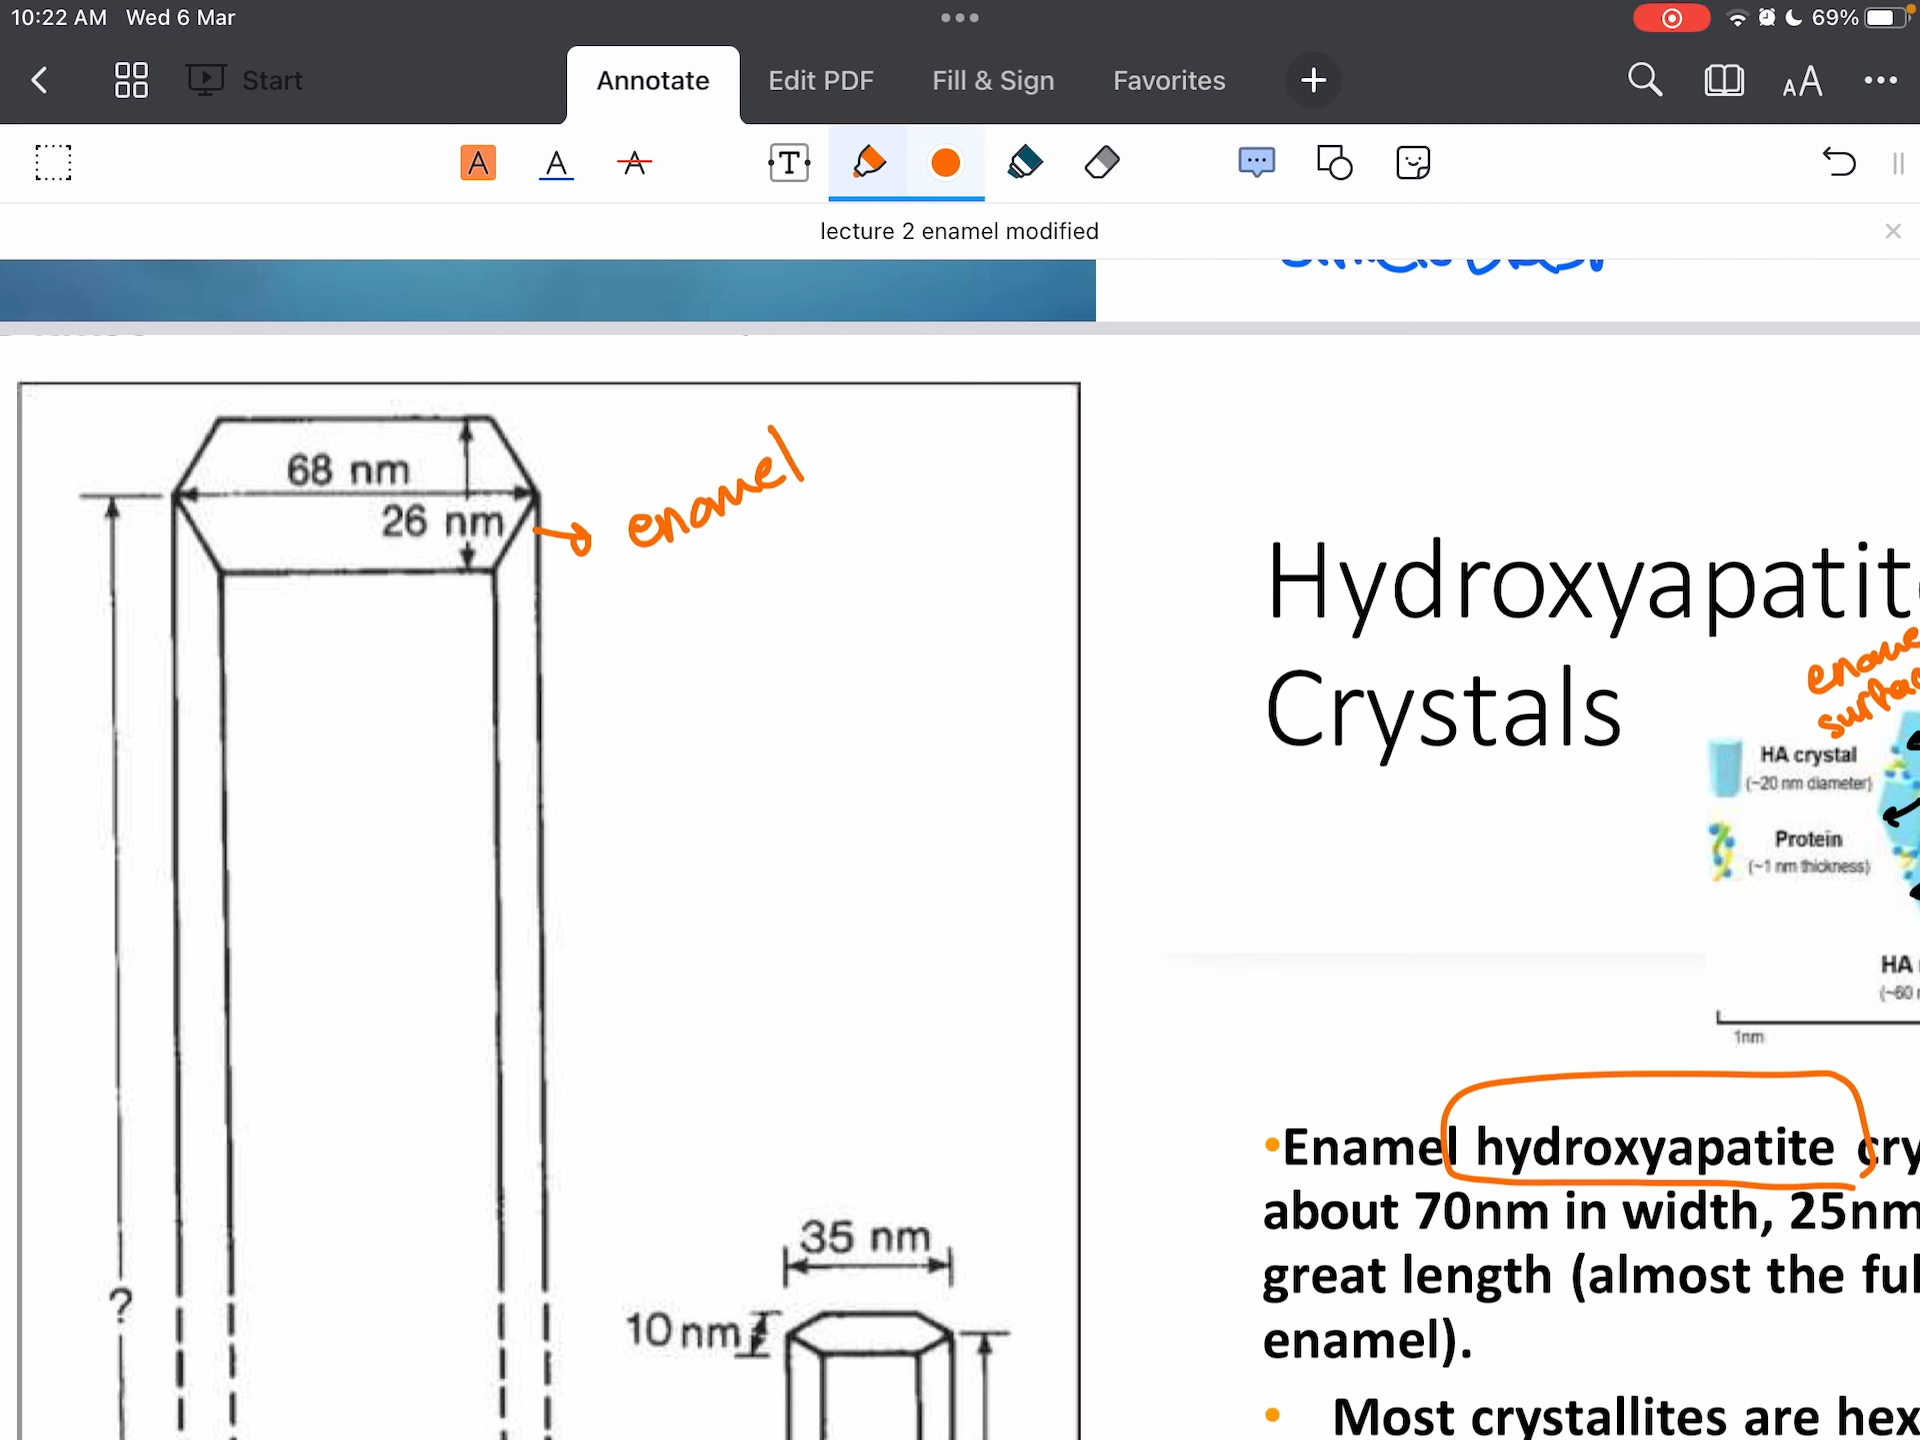 10:22 AM Wed 6 Mar
69%
Start
Annotate
Edit PDF
Fill & Sign
Favorites
lecture 2 enamel modified
68 nm
26 nm
enamel
?
35 nm
10 nm
Hydroxyapatit
Crystals
HA crystal
(~20 nm diameter)
Protein
(~1 nm thickness)
HA
(~60
1nm
•Enamel hydroxyapatite cry
about 70nm in width, 25nm
great length (almost the ful
enamel).
• Most crystallites are hex